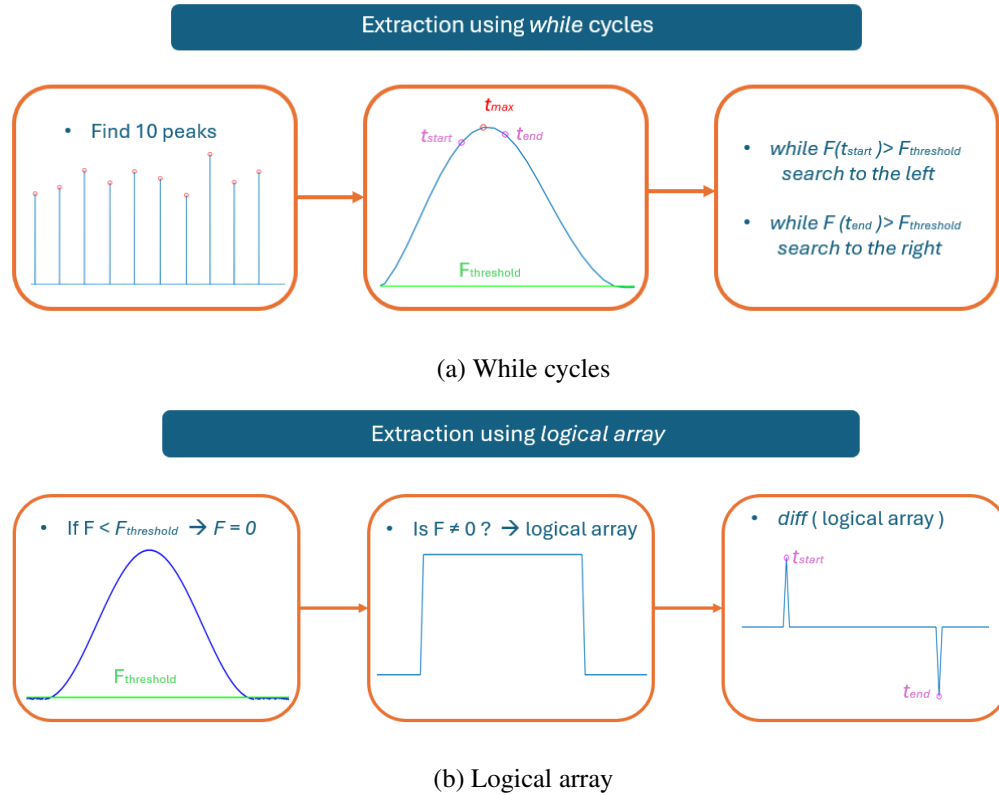 Extraction using while cycles
• Find 10 peaks
tmax
tstart
tend
Fthreshold
• while F(tstart)> Fthreshold
search to the left
• while F (tend)> Fthreshold
search to the right
(a) While cycles
Extraction using logical array
• If F < Fthreshold → F = 0
Fthreshold
• Is F ≠ 0 ? → logical array
• diff ( logical array )
tstart
tend
(b) Logical array